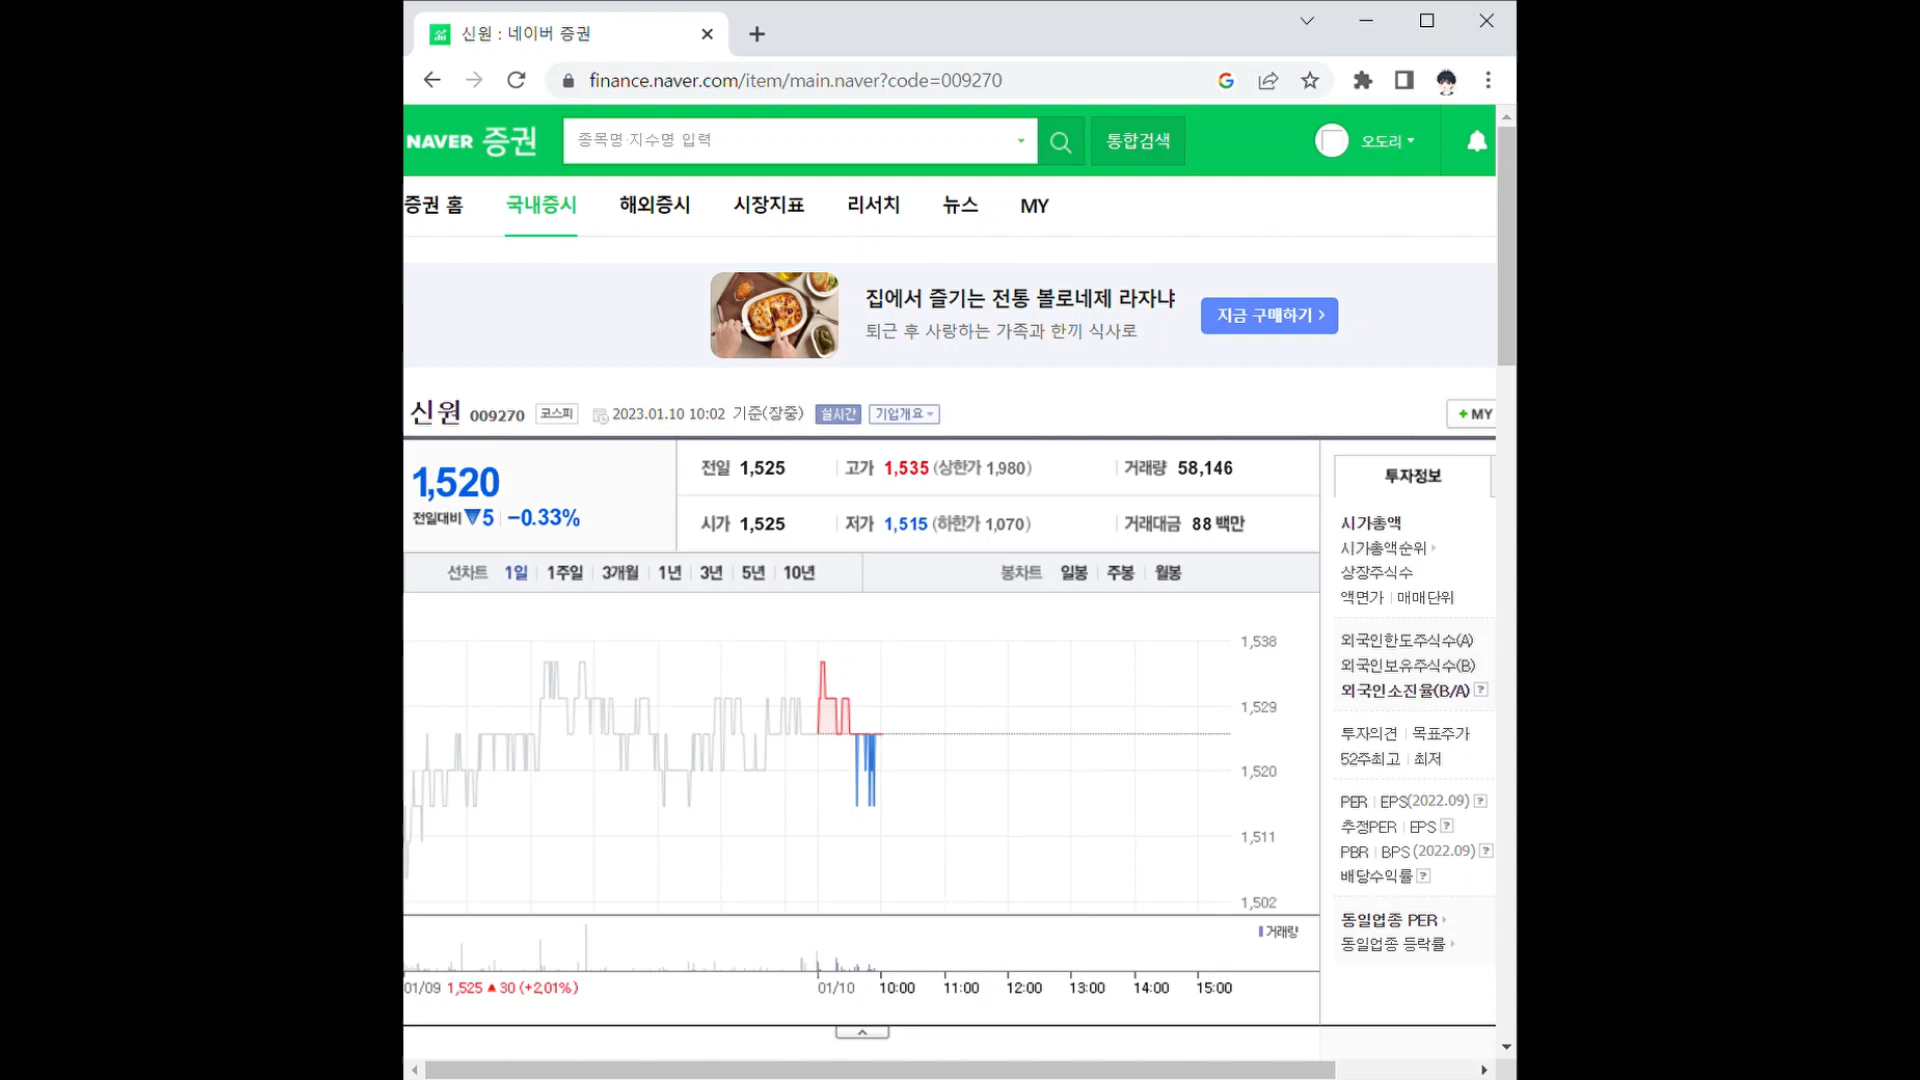 신원 : 네이버 증권
finance.naver.com/item/main.naver?code=009270
NAVER 증권
종목명·지수명 입력
통합검색
오도리
증권 홈 국내증시 해외증시 시장지표 리서치 뉴스 MY
집에서 즐기는 전통 볼로네제 라자냐
퇴근 후 사랑하는 가족과 한끼 식사로
지금 구매하기 >
신원 009270 코스피 2023.01.10 10:02 기준(장중) 실시간 기업개요
+ MY
1,520
전일대비 ▼5 -0.33%
전일 1,525 고가 1,535 (상한가 1,980) 거래량 58,146
시가 1,525 저가 1,515 (하한가 1,070) 거래대금 88 백만
선차트 1일 1주일 3개월 1년 3년 5년 10년 봉차트 일봉 주봉 월봉
1,538
1,529
1,520
1,511
1,502
거래량
01/09 1,525 ▲ 30 (+2.01%) 01/10 10:00 11:00 12:00 13:00 14:00 15:00
투자정보
시가총액
시가총액순위
상장주식수
액면가 | 매매단위
외국인한도주식수(A)
외국인보유주식수(B)
외국인소진율(B/A) ?
투자의견 | 목표주가
52주최고 | 최저
PER | EPS(2022.09) ?
추정PER | EPS ?
PBR | BPS (2022.09) ?
배당수익률 ?
동일업종 PER
동일업종 등락률